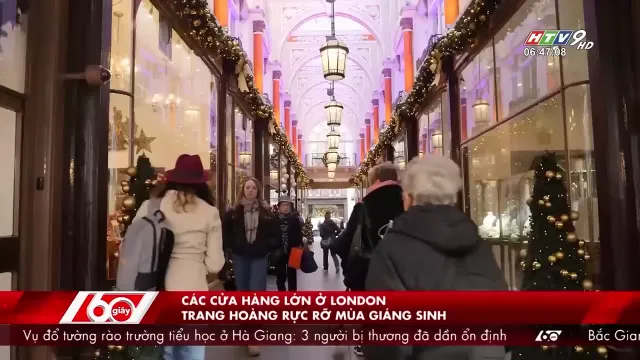 HTV9 HD
06:47:08
60 giây
CÁC CỬA HÀNG LỚN Ở LONDON
TRANG HOÀNG RỰC RỠ MÙA GIÁNG SINH
Vụ đổ tường rào trường tiểu học ở Hà Giang: 3 người bị thương đã dần ổn định
60 giây
Bắc Giang